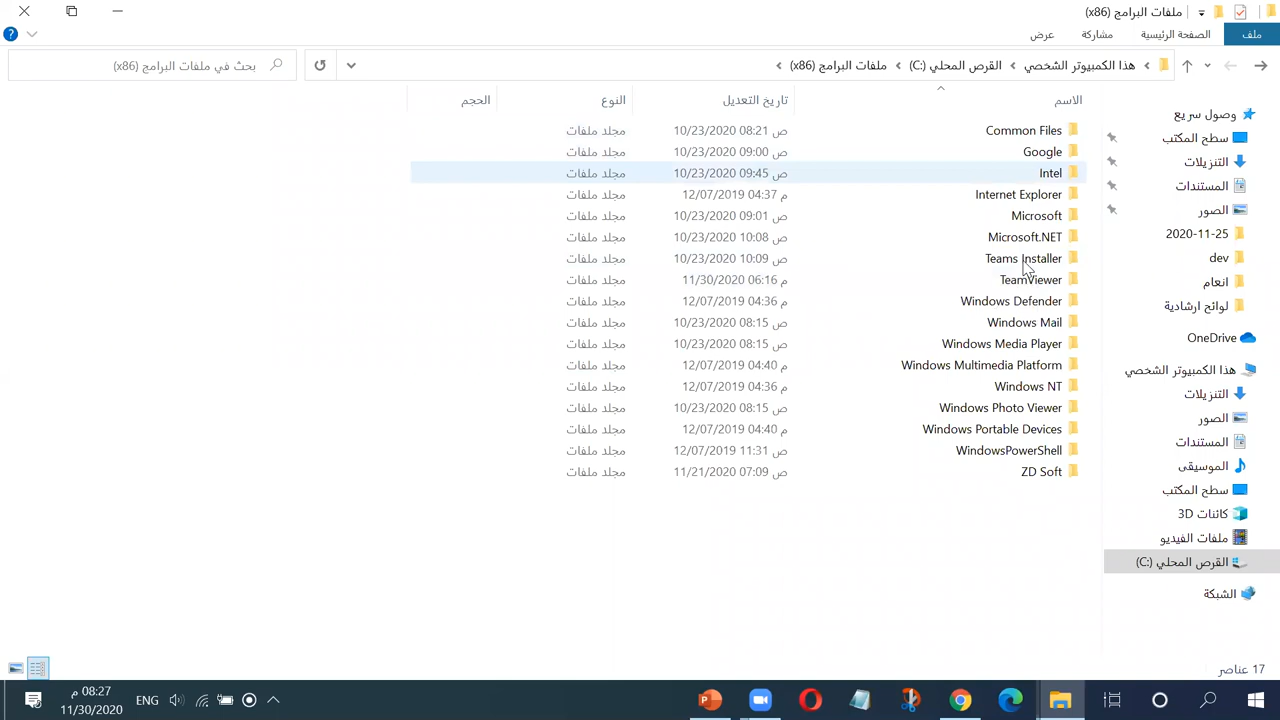 ملفات البرامج (x86)
ملف
الصفحة الرئيسية
مشاركة
عرض
هذا الكمبيوتر الشخصي
القرص المحلي (C:)
ملفات البرامج (x86)
بحث في ملفات البرامج (x86)
الاسم تاريخ التعديل النوع الحجم
Common Files 10/23/2020 08:21 ص مجلد ملفات
Google 10/23/2020 09:00 ص مجلد ملفات
Intel 10/23/2020 09:45 ص مجلد ملفات
Internet Explorer 12/07/2019 04:37 م مجلد ملفات
Microsoft 10/23/2020 09:01 ص مجلد ملفات
Microsoft.NET 10/23/2020 10:08 ص مجلد ملفات
Teams Installer 10/23/2020 10:09 ص مجلد ملفات
TeamViewer 11/30/2020 06:16 م مجلد ملفات
Windows Defender 12/07/2019 04:36 م مجلد ملفات
Windows Mail 10/23/2020 08:15 ص مجلد ملفات
Windows Media Player 10/23/2020 08:15 ص مجلد ملفات
Windows Multimedia Platform 12/07/2019 04:40 م مجلد ملفات
Windows NT 12/07/2019 04:36 م مجلد ملفات
Windows Photo Viewer 10/23/2020 08:15 ص مجلد ملفات
Windows Portable Devices 12/07/2019 04:40 م مجلد ملفات
WindowsPowerShell 12/07/2019 11:31 ص مجلد ملفات
ZD Soft 11/21/2020 07:09 ص مجلد ملفات
وصول سريع
سطح المكتب
التنزيلات
المستندات
الصور
2020-11-25
dev
انعام
لوائح ارشادية
OneDrive
هذا الكمبيوتر الشخصي
التنزيلات
الصور
المستندات
الموسيقى
سطح المكتب
كائنات 3D
ملفات الفيديو
القرص المحلي (C:)
الشبكة
17 عناصر
ENG
08:27 م
11/30/2020